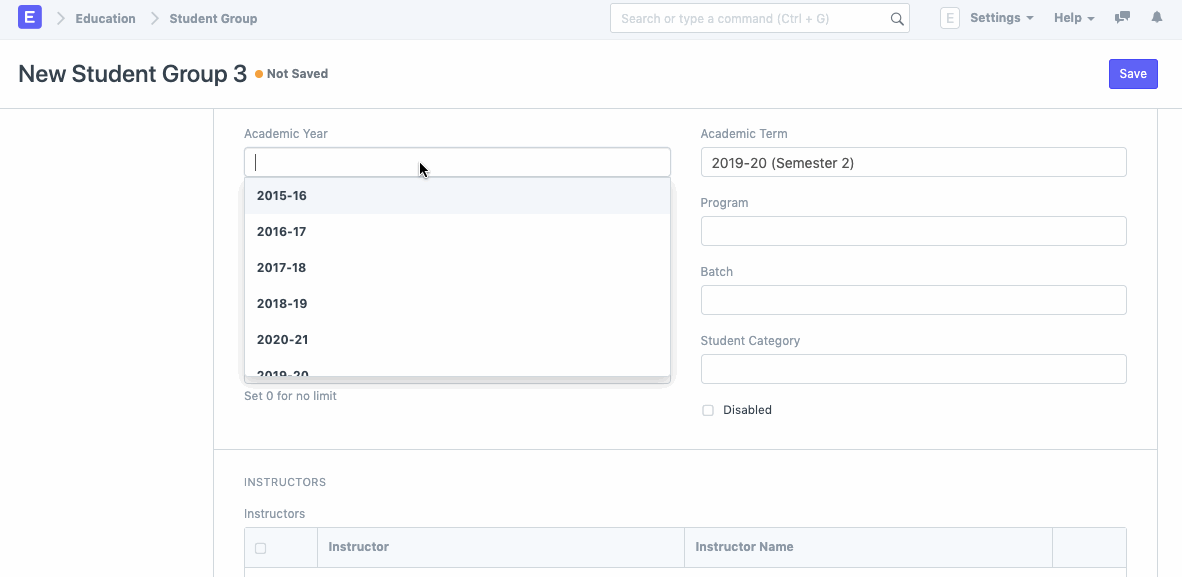 E Education Student Group Search or type a command (Ctrl + G) E Settings Help
New Student Group 3 Not Saved Save
Academic Year
2015-16
2016-17
2017-18
2018-19
2020-21
2019-20
Set 0 for no limit
Academic Term
2019-20 (Semester 2)
Program
Batch
Student Category
Disabled
INSTRUCTORS
Instructors
Instructor Instructor Name